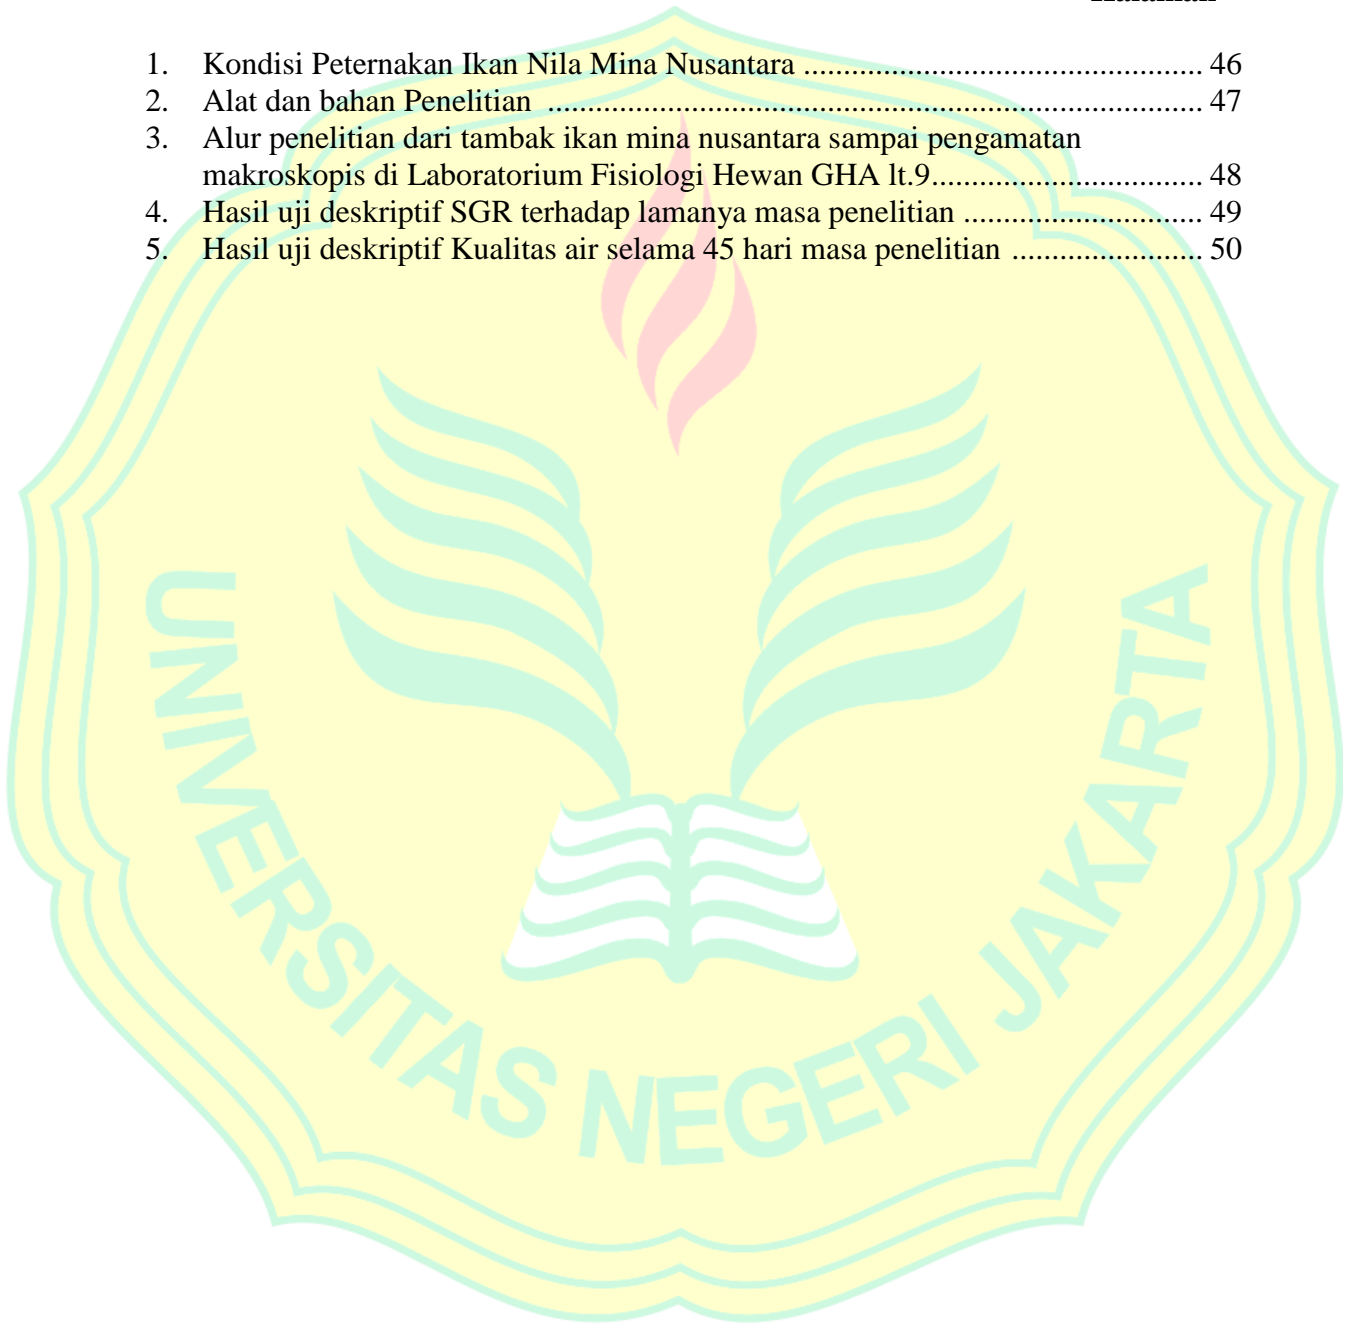 1. Kondisi Peternakan Ikan Nila Mina Nusantara .................................................. 46
2. Alat dan bahan Penelitian .................................................................................. 47
3. Alur penelitian dari tambak ikan mina nusantara sampai pengamatan
makroskopis di Laboratorium Fisiologi Hewan GHA lt.9.................................. 48
4. Hasil uji deskriptif SGR terhadap lamanya masa penelitian .............................. 49
5. Hasil uji deskriptif Kualitas air selama 45 hari masa penelitian ........................ 50
UNIVERSITAS NEGERI JAKARTA